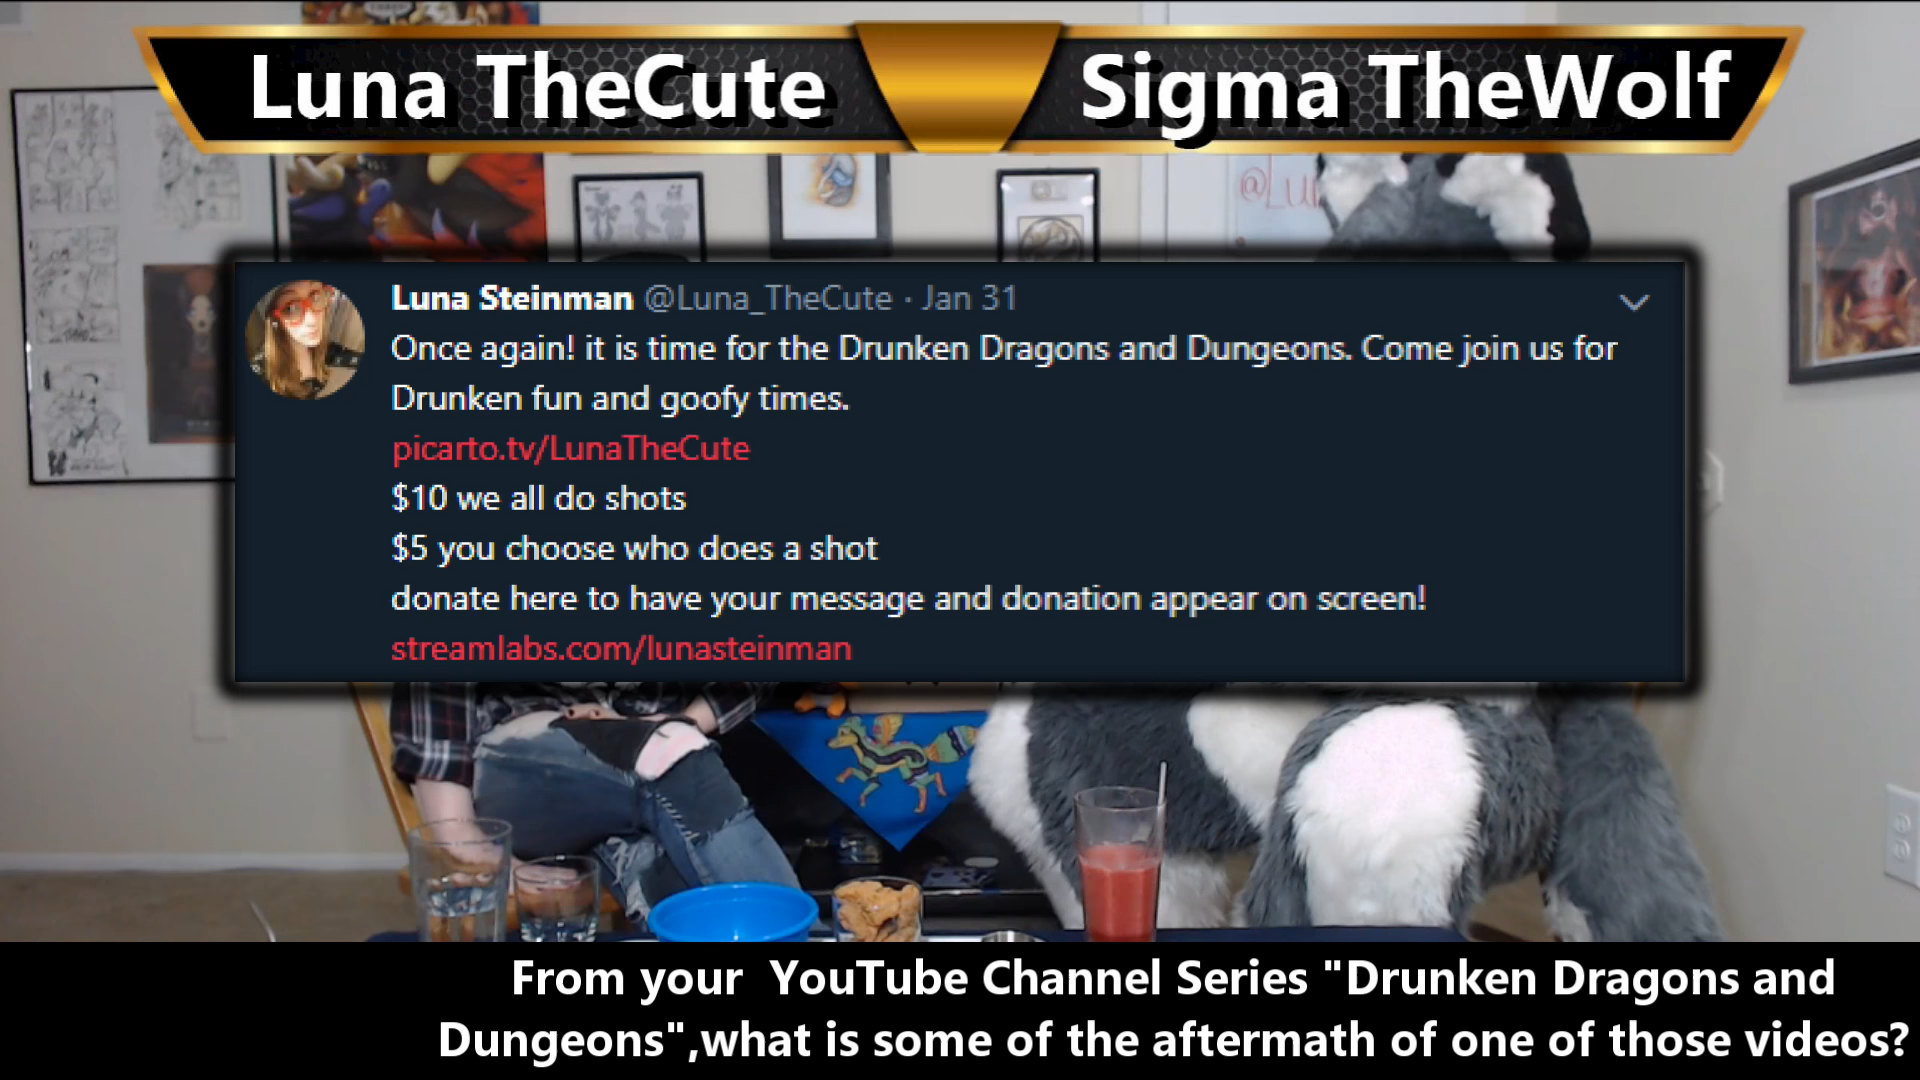 Luna TheCute
Sigma TheWolf
Luna Steinman @Luna_TheCute · Jan 31
Once again! it is time for the Drunken Dragons and Dungeons. Come join us for
Drunken fun and goofy times.
picarto.tv/LunaTheCute
$10 we all do shots
$5 you choose who does a shot
donate here to have your message and donation appear on screen!
streamlabs.com/lunasteinman
From your  YouTube Channel Series "Drunken Dragons and
Dungeons",what is some of the aftermath of one of those videos?